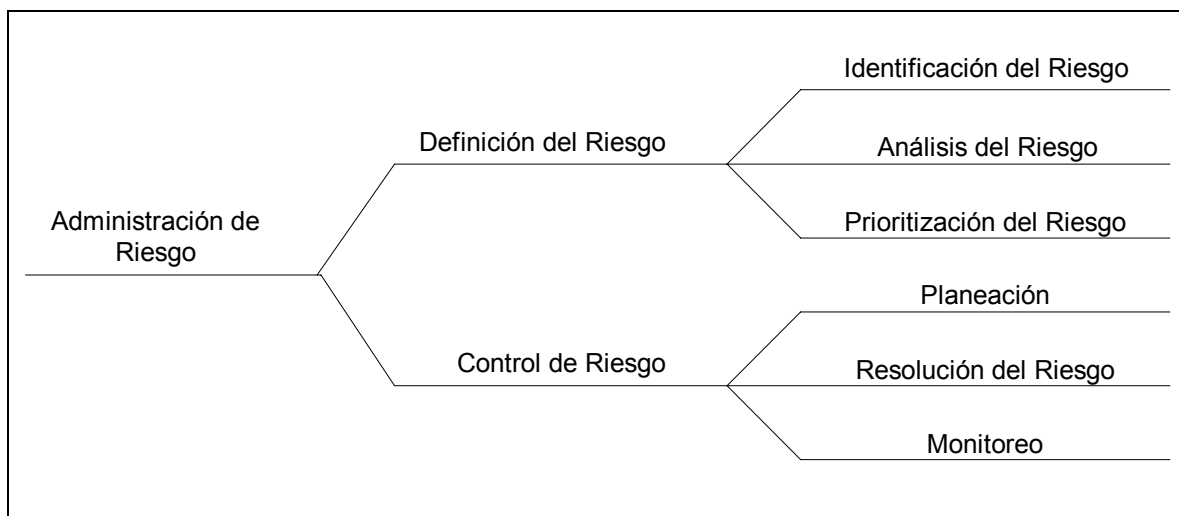 Identificación del Riesgo
Definición del Riesgo
Análisis del Riesgo
Prioritización del Riesgo
Administración de
Riesgo
Planeación
Control de Riesgo
Resolución del Riesgo
Monitoreo